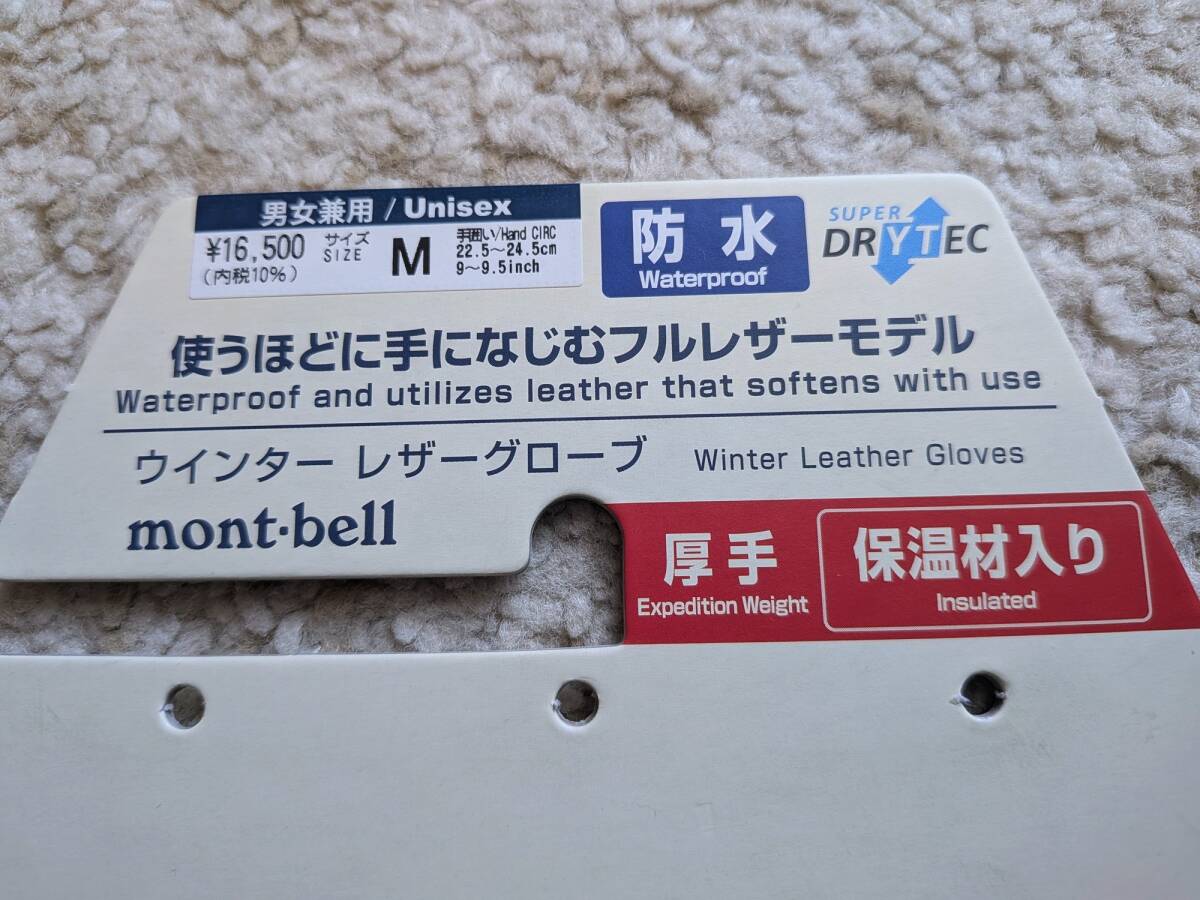 男女兼用 / Unisex
¥16,500
(内税10%)
サイズ
SIZE
M
手囲い/Hand CIRC
22.5～24.5cm
9～9.5inch
防水
Waterproof
SUPER
DRYTEC
使うほどに手になじむフルレザーモデル
Waterproof and utilizes leather that softens with use
ウインター レザーグローブ Winter Leather Gloves
mont·bell
厚手
Expedition Weight
保温材入り
Insulated